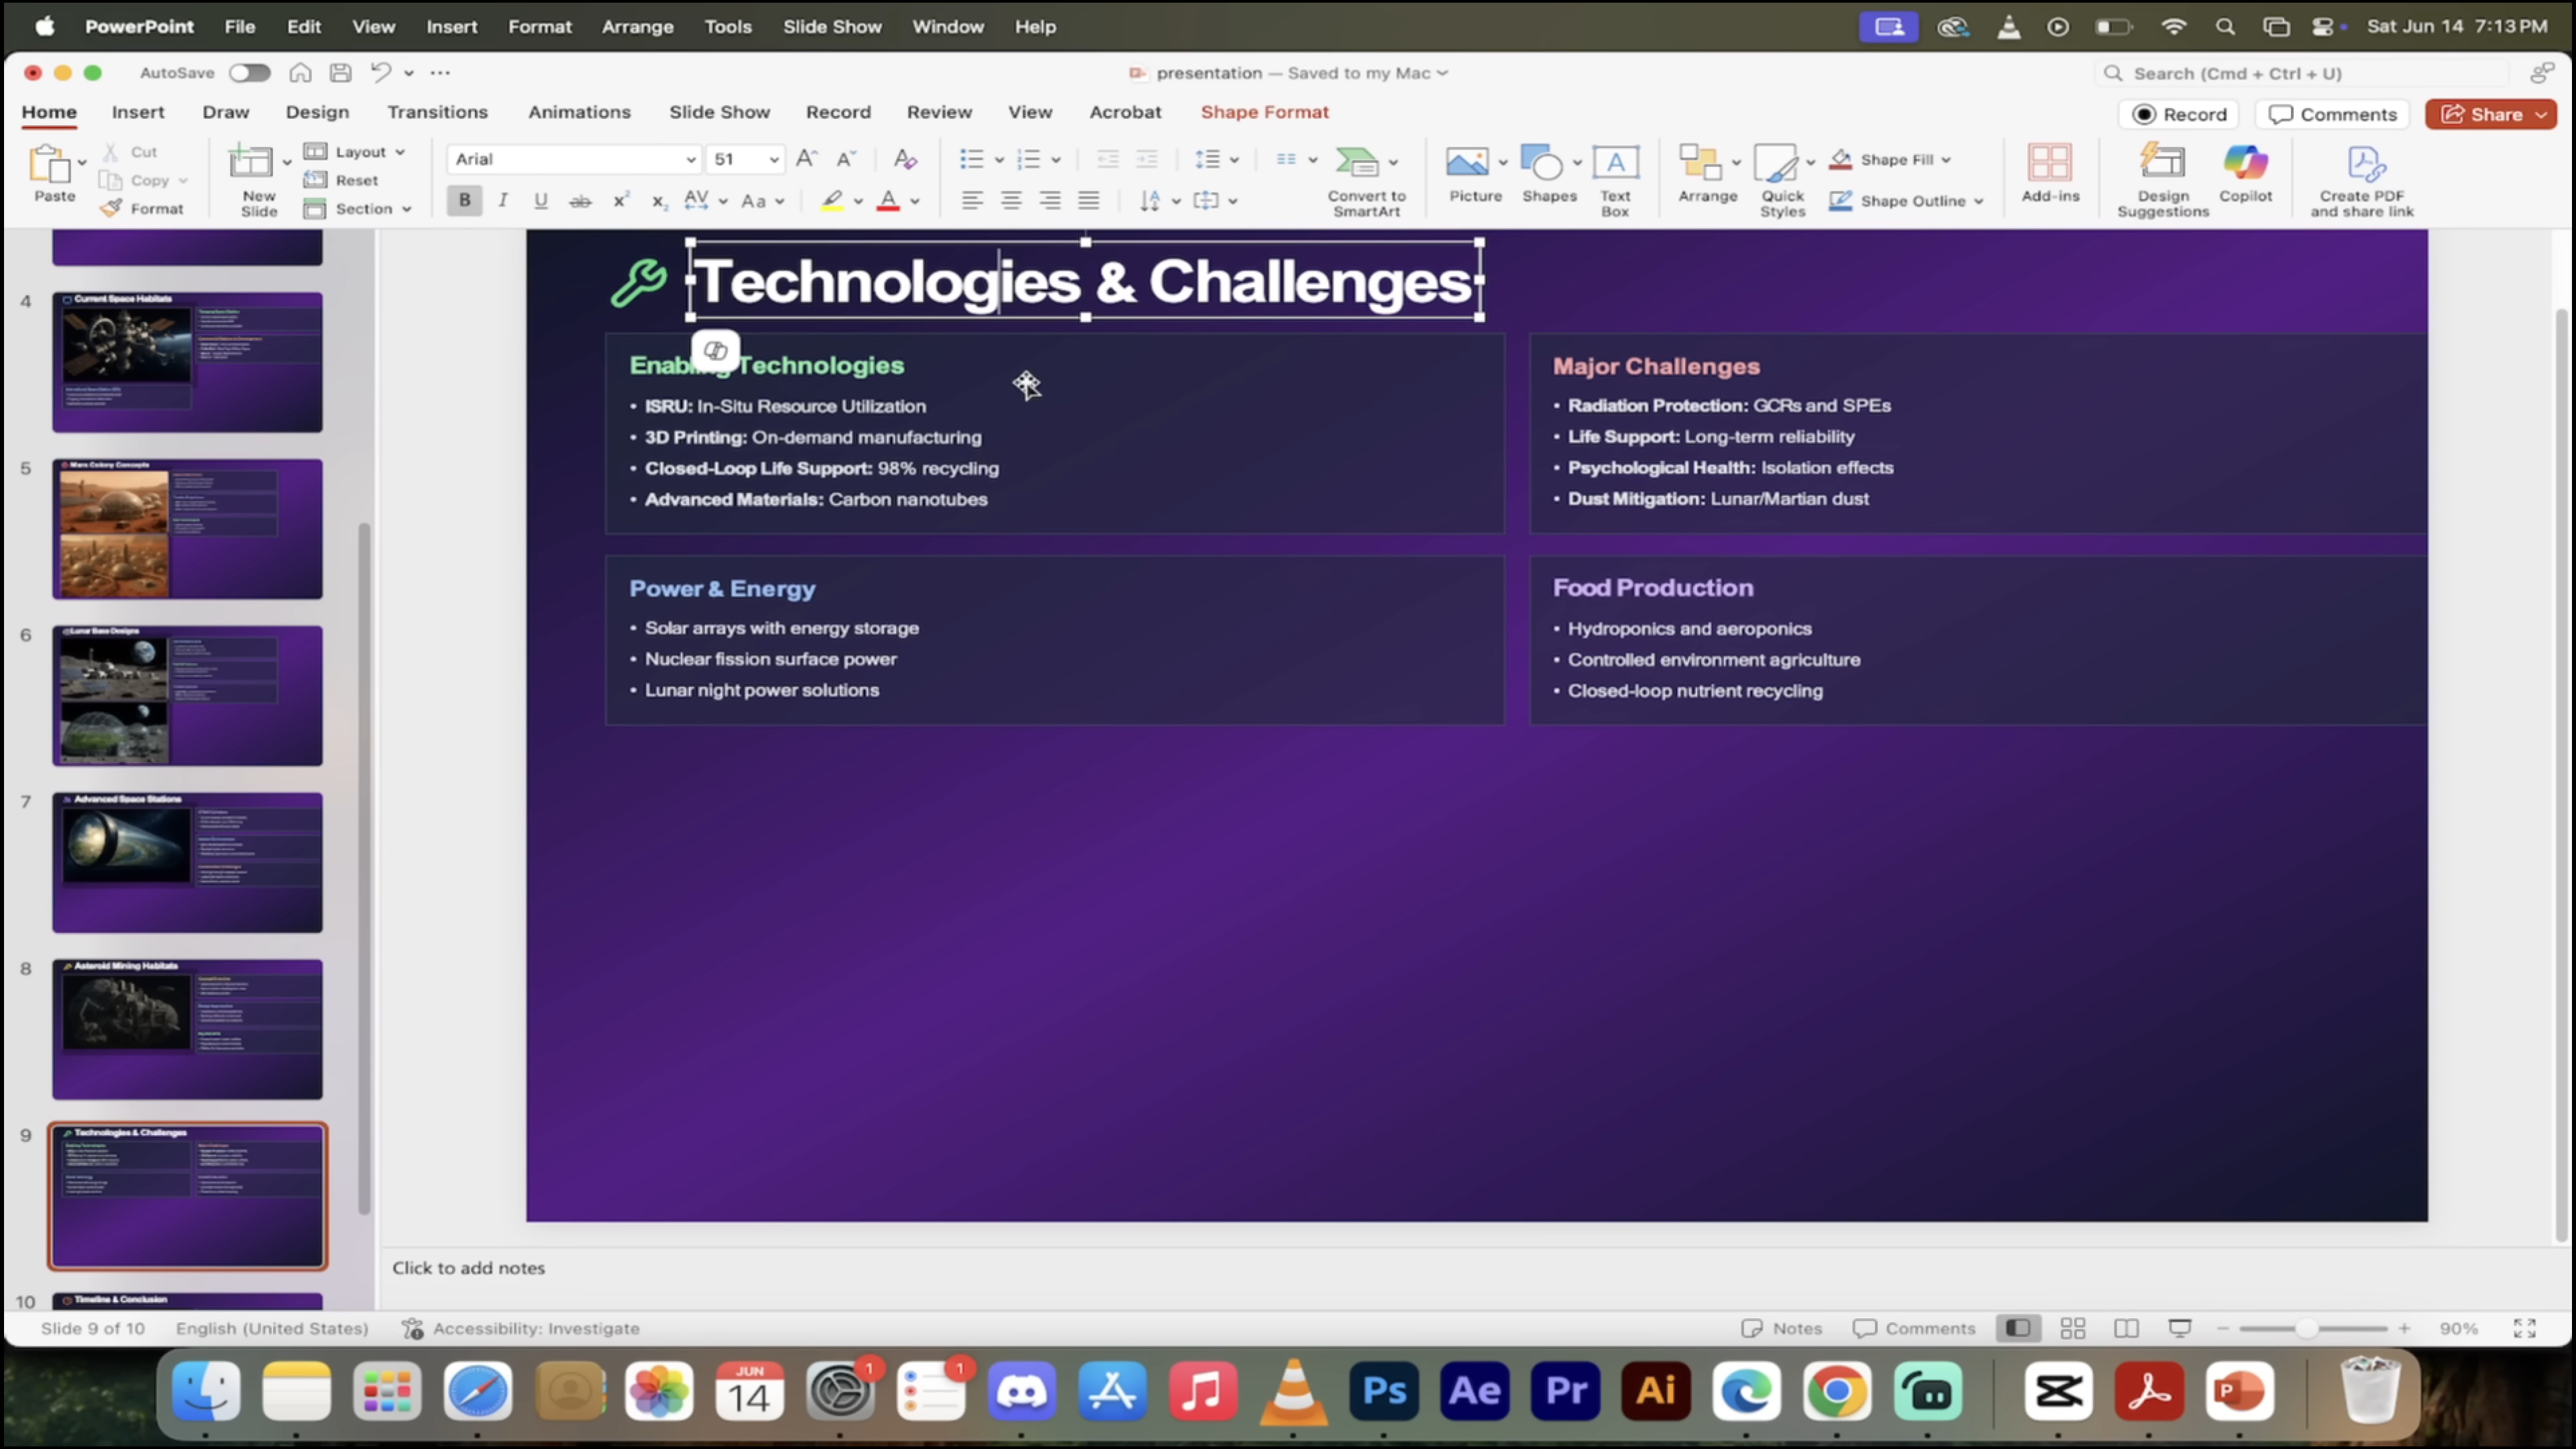 PowerPoint File Edit View Insert Format Arrange Tools Slide Show Window Help
Sat Jun 14 7:13 PM
AutoSave
presentation — Saved to my Mac
Search (Cmd + Ctrl + U)
Home Insert Draw Design Transitions Animations Slide Show Record Review View Acrobat Shape Format
Record Comments Share
Paste
Cut
Copy
Format
New Slide
Layout
Reset
Section
Arial 51
Convert to SmartArt
Picture
Shapes
Text Box
Arrange
Quick Styles
Shape Fill
Shape Outline
Add-ins
Design Suggestions
Copilot
Create PDF and share link
4
Current Space Habitats
5
Mars Colony Concepts
6
Lunar Base Designs
7
Advanced Space Stations
8
Asteroid Mining Habitats
9
Technologies & Challenges
10
Timeline & Conclusion
Technologies & Challenges
Technologies
• ISRU: In-Situ Resource Utilization
• 3D Printing: On-demand manufacturing
• Closed-Loop Life Support: 98% recycling
• Advanced Materials: Carbon nanotubes
Major Challenges
• Radiation Protection: GCRs and SPEs
• Life Support: Long-term reliability
• Psychological Health: Isolation effects
• Dust Mitigation: Lunar/Martian dust
Power & Energy
• Solar arrays with energy storage
• Nuclear fission surface power
• Lunar night power solutions
Food Production
• Hydroponics and aeroponics
• Controlled environment agriculture
• Closed-loop nutrient recycling
Click to add notes
Slide 9 of 10 English (United States) Accessibility: Investigate
Notes Comments 90%
JUN
14
1
1
Ps Ae Pr Ai
P